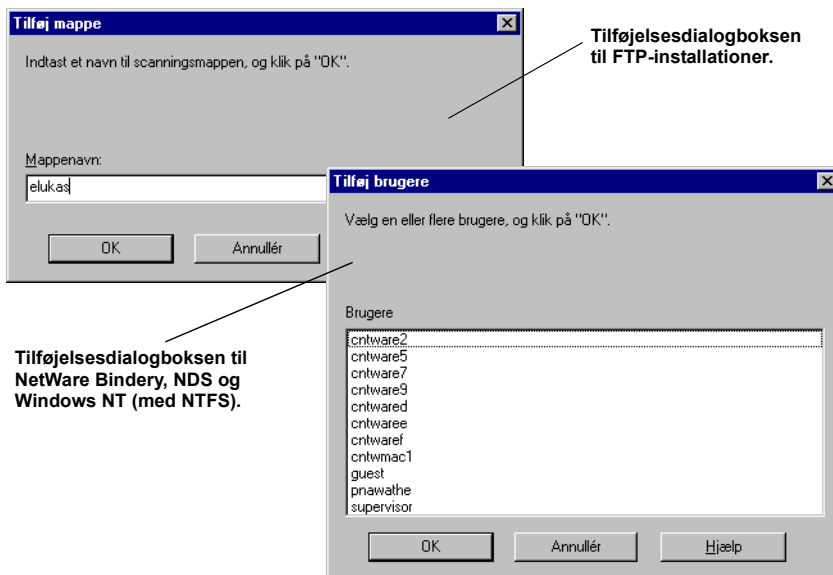 Tilføj mappe
Indtast et navn til scanningsmappen, og klik på "OK".
Mappenavn:
elukas
OK
Annullér
Tilføjelsesdialogboksen
til FTP-installationer.
Tilføj brugere
Vælg en eller flere brugere, og klik på "OK".
Brugere
cntware2
cntware5
cntware7
cntware9
cntwared
cntwaree
cntwaref
cntwmac1
guest
pnawathe
supervisor
OK
Annullér
Hjælp
Tilføjelsesdialogboksen til
NetWare Bindery, NDS og
Windows NT (med NTFS).